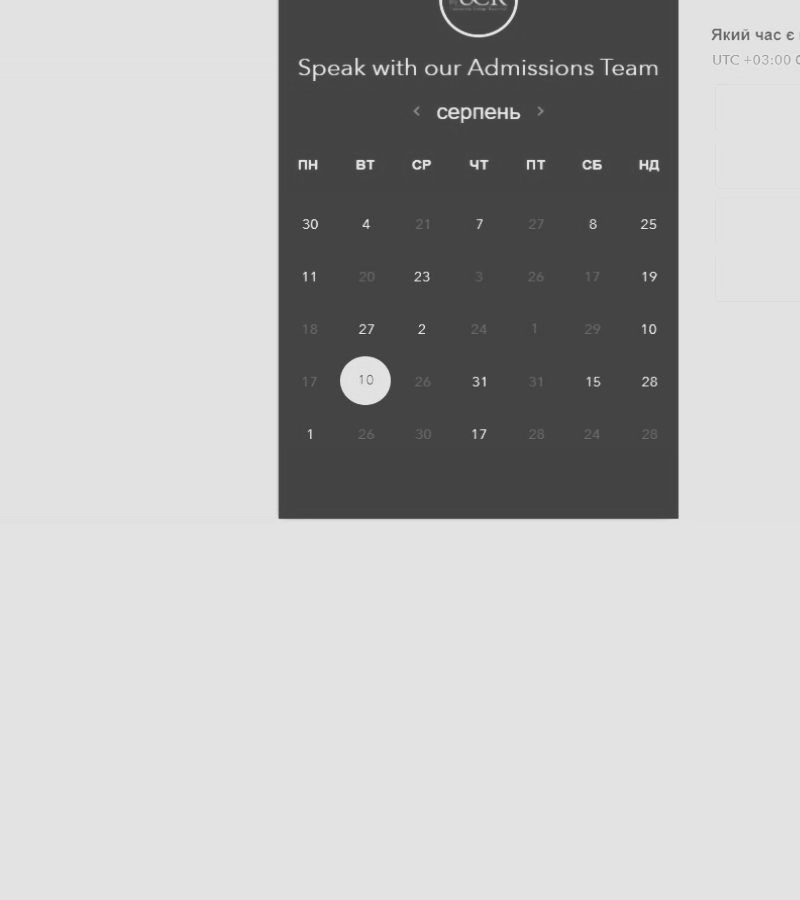 UCR
Speak with our Admissions Team
‹ серпень ›
ПН ВТ СР ЧТ ПТ СБ НД
30 4 21 7 27 8 25
11 20 23 3 26 17 19
18 27 2 24 1 29 10
17 10 26 31 31 15 28
1 26 30 17 28 24 28
Який час є
UTC +03:00